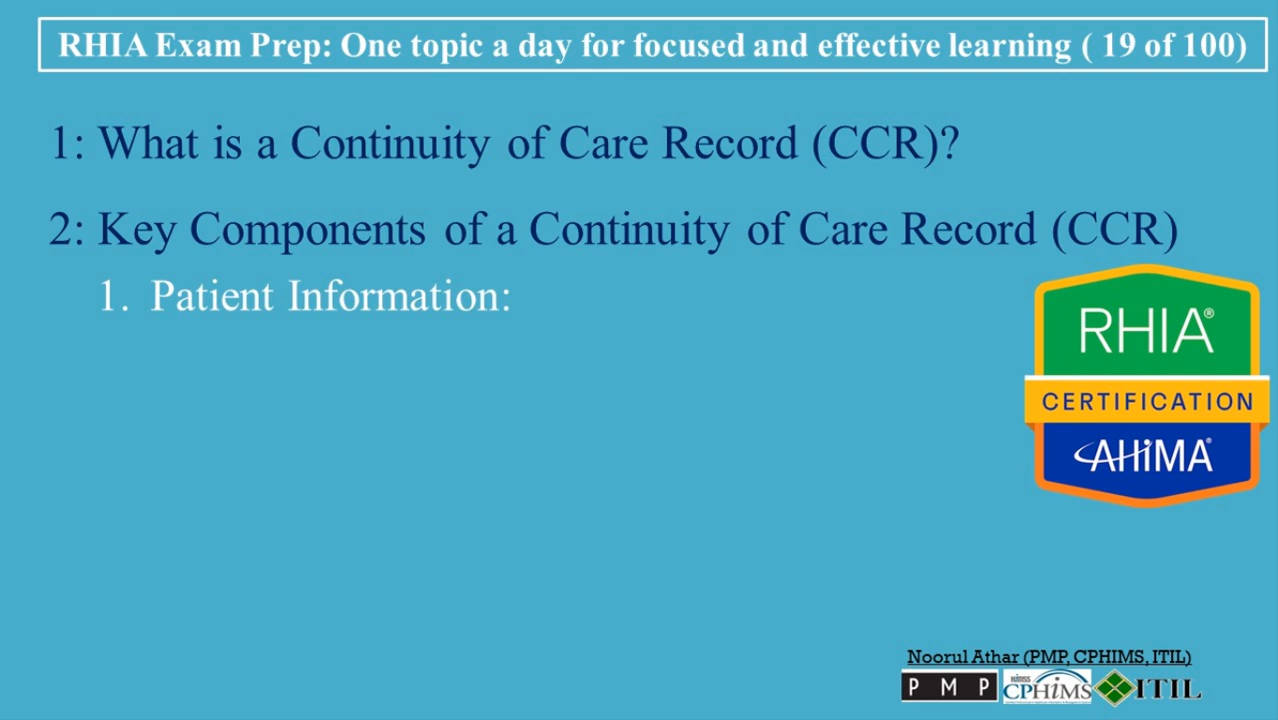 RHIA Exam Prep: One topic a day for focused and effective learning ( 19 of 100)
1: What is a Continuity of Care Record (CCR)?
2: Key Components of a Continuity of Care Record (CCR)
1. Patient Information:
RHIA®
CERTIFICATION
AHiMA®
Noorul Athar (PMP, CPHIMS, ITIL)
PMP
himss
CPHiMS
ITIL